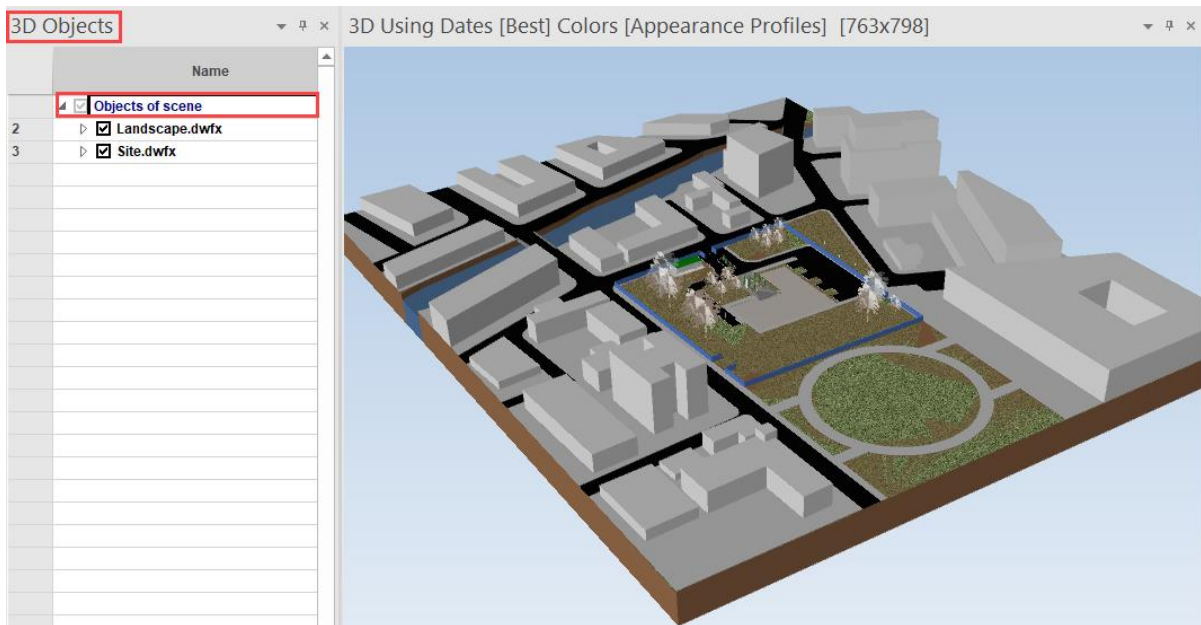 3D Objects
3D Using Dates [Best] Colors [Appearance Profiles] [763x798]
Name
Objects of scene
2 Landscape.dwfx
3 Site.dwfx